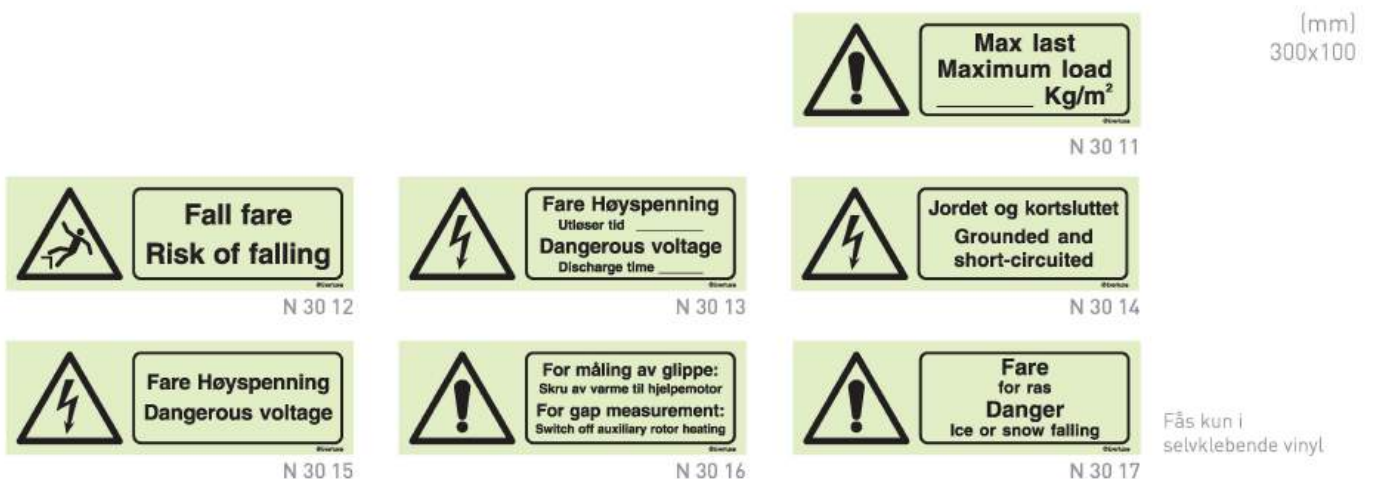 (mm)
300x100
Max last
Maximum load
______ Kg/m²
N 30 11
Fall fare
Risk of falling
N 30 12
Fare Høyspenning
Utløser tid ______
Dangerous voltage
Discharge time ______
N 30 13
Jordet og kortsluttet
Grounded and
short-circuited
N 30 14
Fare Høyspenning
Dangerous voltage
N 30 15
For måling av glippe:
Skru av varme til hjelpemotor
For gap measurement:
Switch off auxiliary rotor heating
N 30 16
Fare
for ras
Danger
Ice or snow falling
N 30 17
Fås kun i
selvklebende vinyl